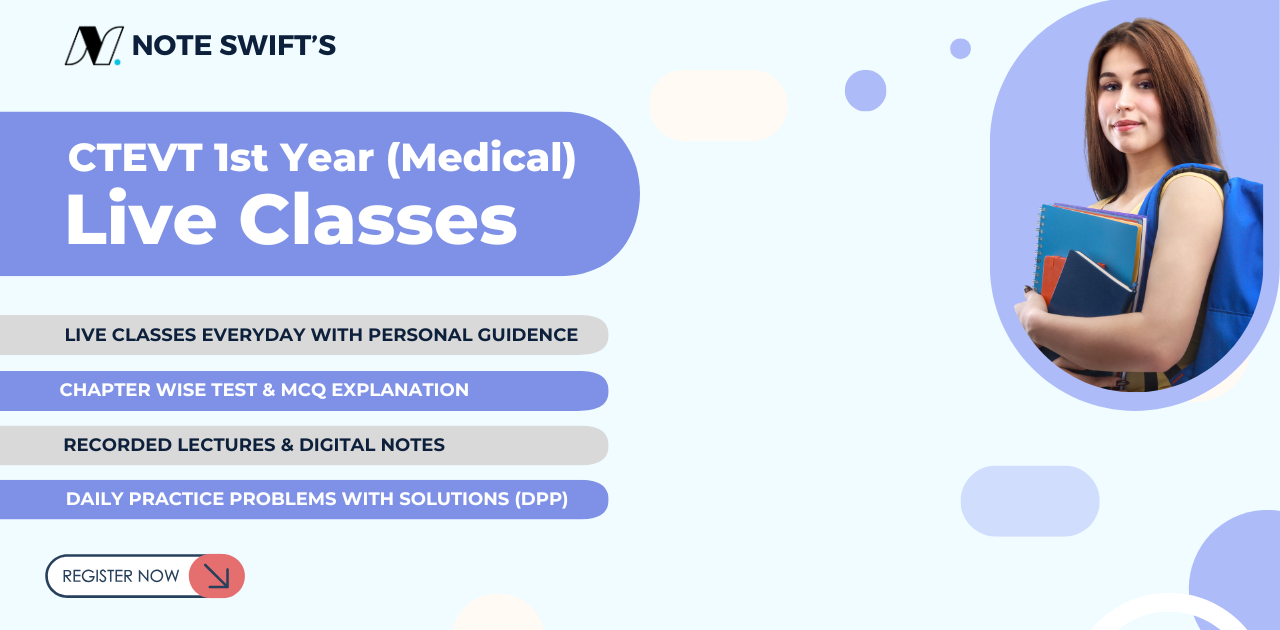 N.
NOTE SWIFT'S
CTEVT 1st Year (Medical)
Live Classes
LIVE CLASSES EVERYDAY WITH PERSONAL GUIDENCE
CHAPTER WISE TEST & MCQ EXPLANATION
RECORDED LECTURES & DIGITAL NOTES
DAILY PRACTICE PROBLEMS WITH SOLUTIONS (DPP)
REGISTER NOW